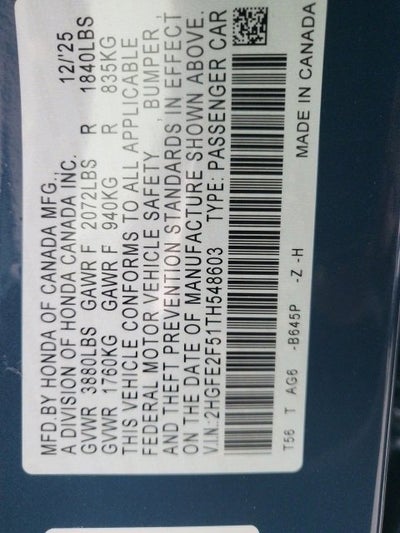 MFD.BY HONDA OF CANADA MFG.,
A DIVISION OF HONDA CANADA INC. 12/'25
GVWR 3880LBS GAWR F 2072LBS R 1840LBS
GVWR 1760KG GAWR F 940KG R 835KG
THIS VEHICLE CONFORMS TO ALL APPLICABLE
FEDERAL MOTOR VEHICLE SAFETY , BUMPER ,
AND THEFT PREVENTION STANDARDS IN EFFECT
ON THE DATE OF MANUFACTURE SHOWN ABOVE.
V.I.N.:2HGFE2F51TH548603 TYPE: PASSENGER CAR
T56 T AG6 -B645P -Z -H MADE IN CANADA